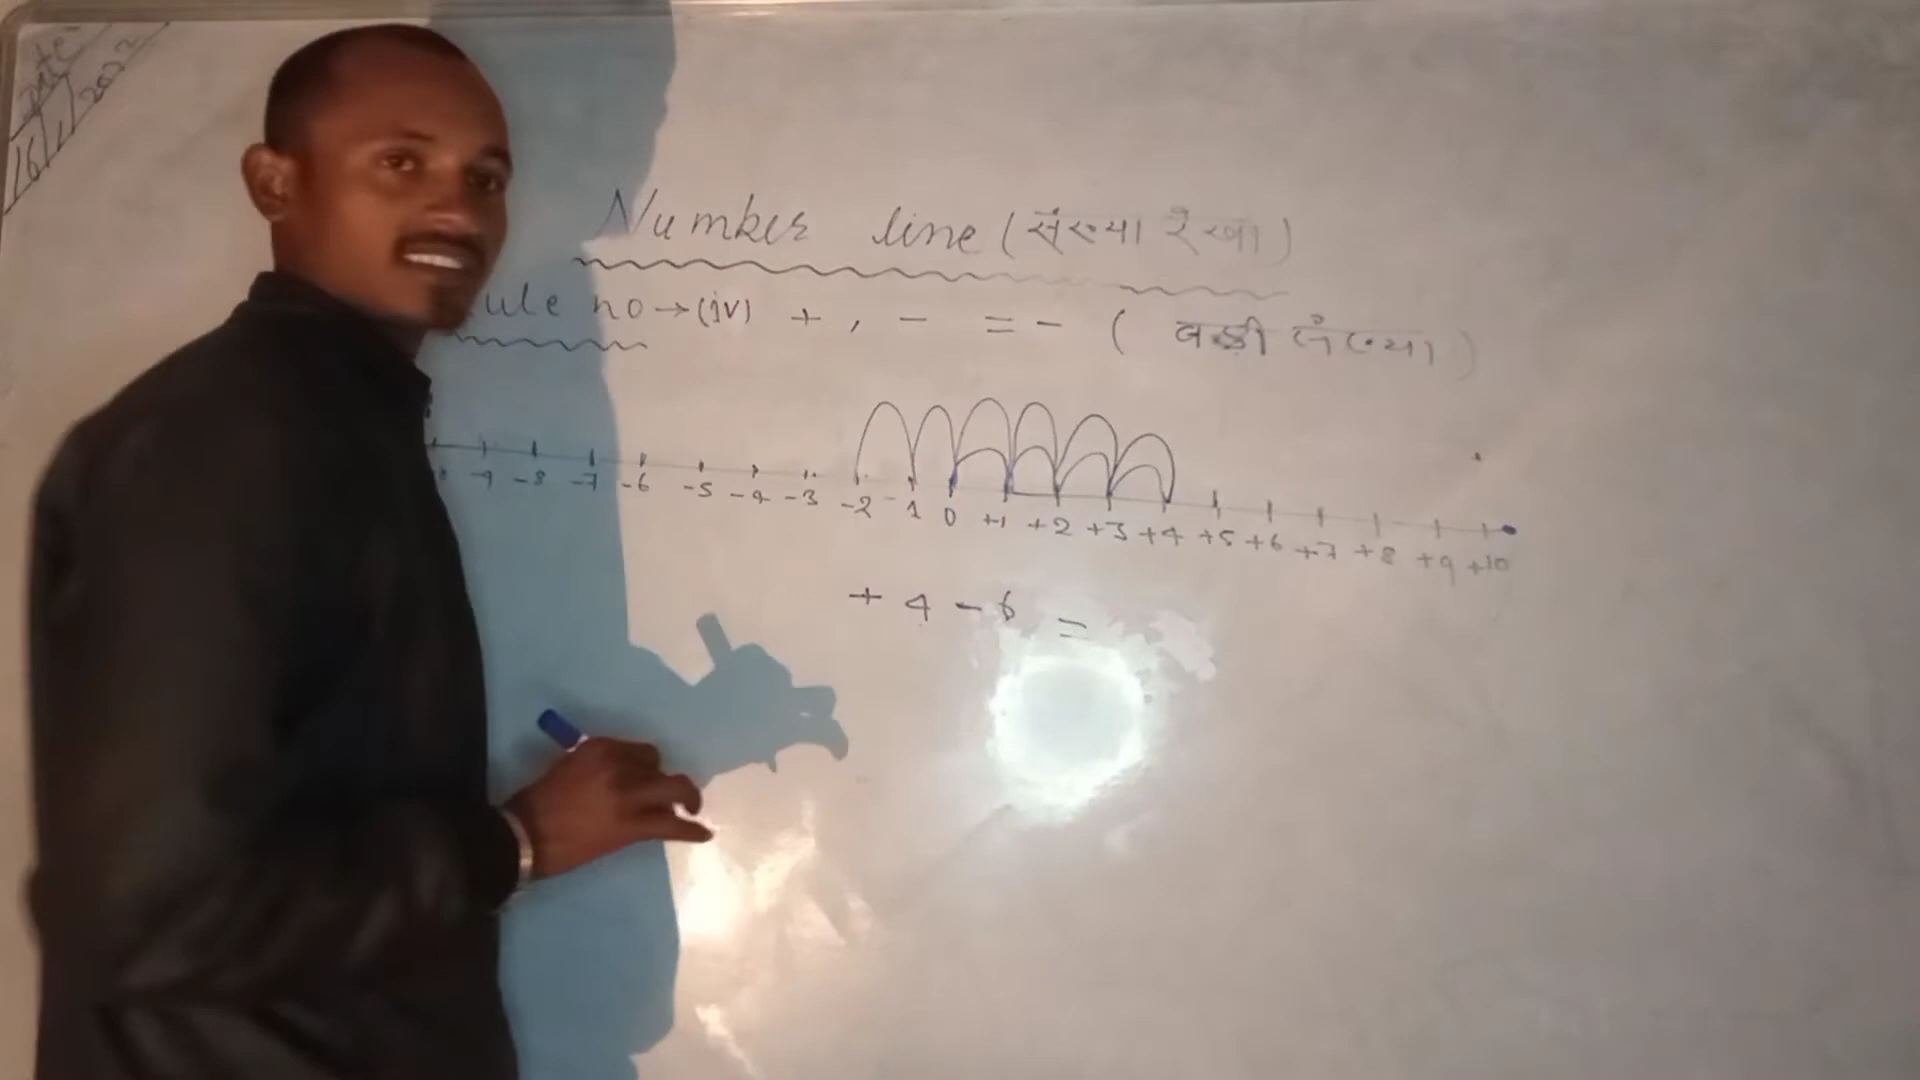 Date
16/1/2022
Number line (संख्या रेखा)
ule no → (iv) + , - = - ( बड़ी संख्या )
-9 -8 -7 -6 -5 -4 -3 -2 -1 0 +1 +2 +3 +4 +5 +6 +7 +8 +9 +10
+ 4 - 6 =